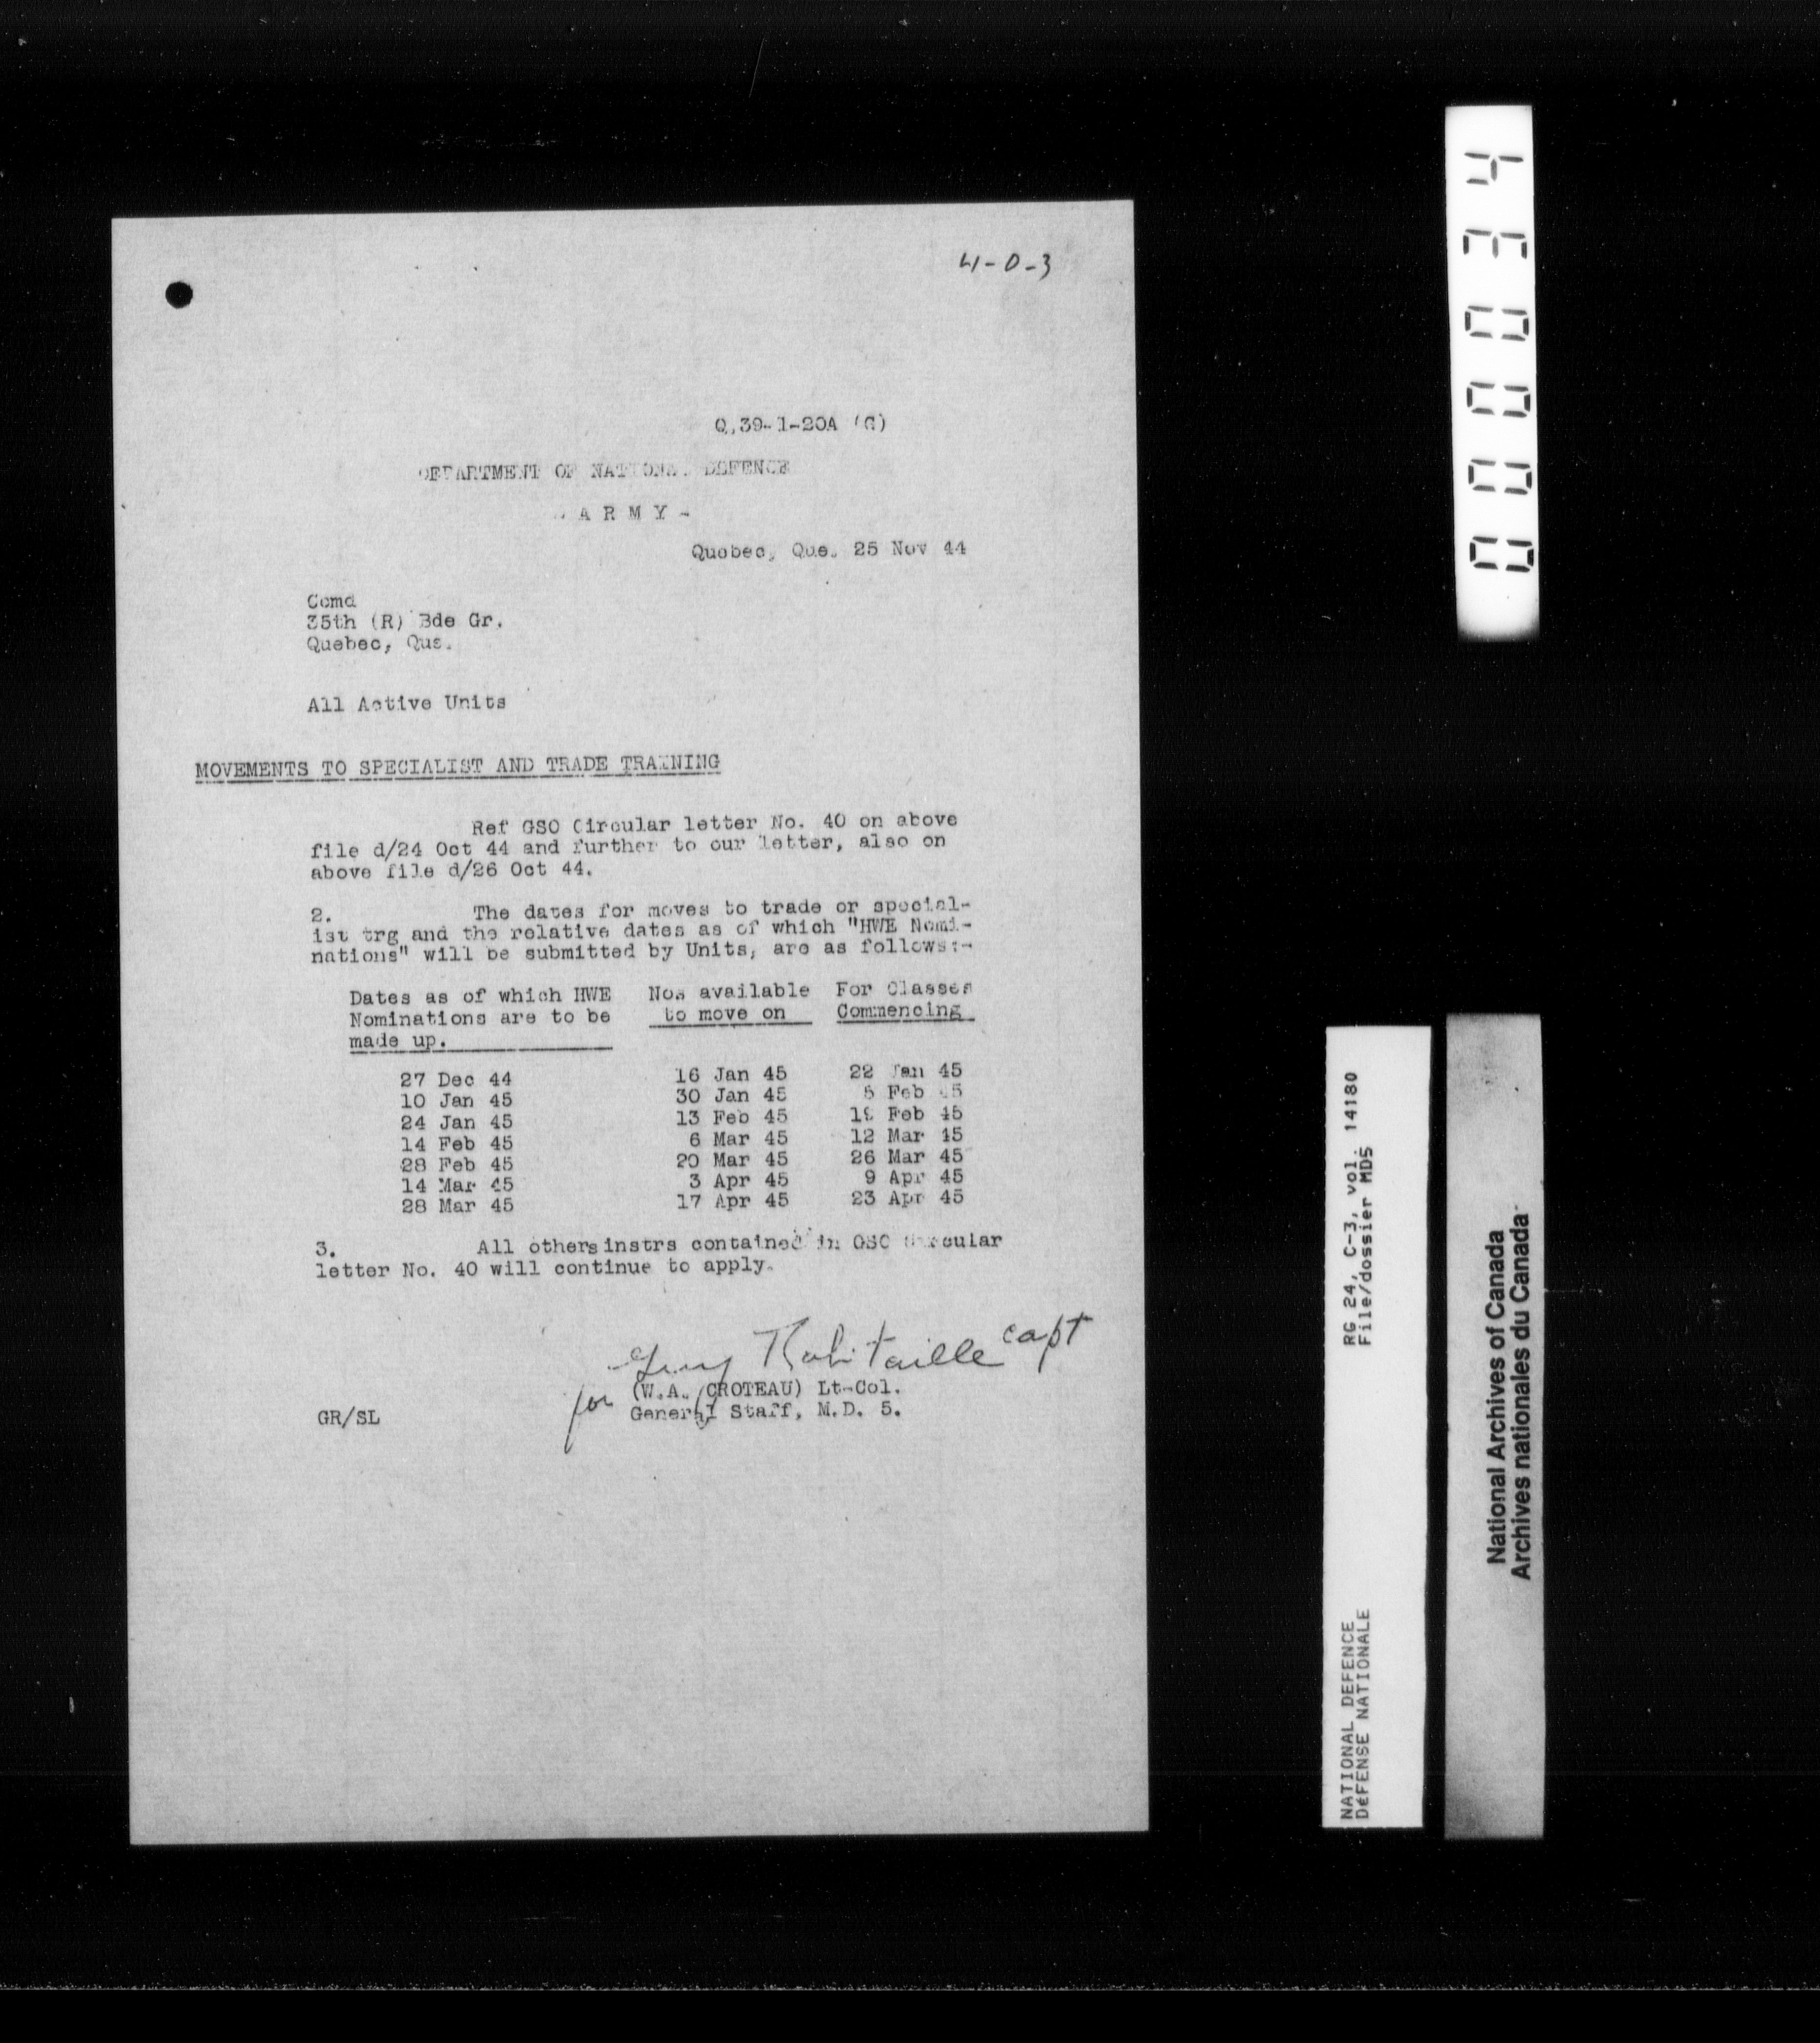 4-0-3
Q.39-1-20A (G)
DEPARTMENT OF NATIONAL DEFENCE
- A R M Y -
Quebec, Que. 25 Nov 44
Comd
35th (R) Bde Gr.
Quebec, Que.
All Active Units
MOVEMENTS TO SPECIALIST AND TRADE TRAINING
Ref GSO Circular letter No. 40 on above
file d/24 Oct 44 and further to our letter, also on
above file d/26 Oct 44.
2. The dates for moves to trade or special-
ist trg and the relative dates as of which "HWE Nomi-
nations" will be submitted by Units, are as follows:-
Dates as of which HWE Nos available For Classes
Nominations are to be to move on Commencing
made up.
27 Dec 44 16 Jan 45 22 Jan 45
10 Jan 45 30 Jan 45 5 Feb 45
24 Jan 45 13 Feb 45 19 Feb 45
14 Feb 45 6 Mar 45 12 Mar 45
28 Feb 45 20 Mar 45 26 Mar 45
14 Mar 45 3 Apr 45 9 Apr 45
28 Mar 45 17 Apr 45 23 Apr 45
3. All others instrs contained in GSO Circular
letter No. 40 will continue to apply.
Guy Robitaille capt
for (W.A. CROTEAU) Lt-Col.
GR/SL General Staff, M.D. 5.
000034
RG 24, C-3, vol. 14180
File/dossier MD5
NATIONAL DEFENCE
DéFENSE NATIONALE
National Archives of Canada
Archives nationales du Canada